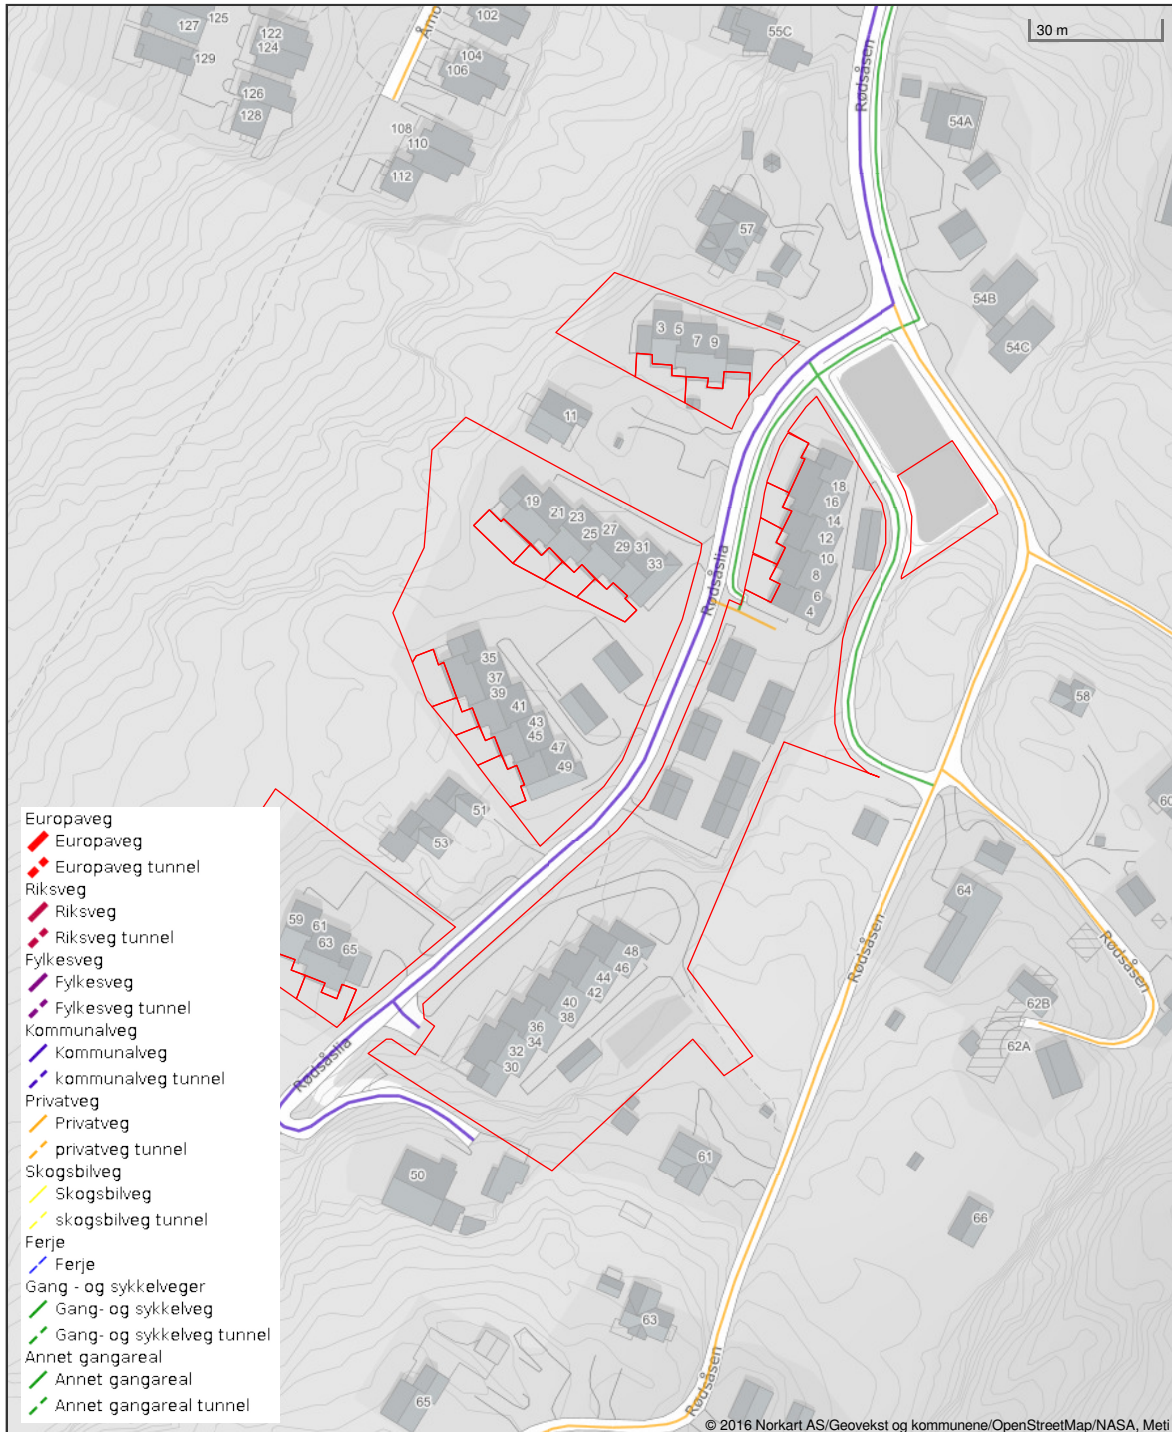 127
125
122
124
129
126
128
Åmo
102
104
106
108
110
112
55C
30 m
Rødsåsen
54A
57
54B
54C
3 5
7 9
11
19
21
23
25
27
29
31
33
18
16
14
12
10
8
6
4
Rødsåslia
35
37
39
41
43
45
47
49
51
53
58
60
59
61
63
65
48
46
44
42
40
38
36
34
32
30
64
Rødsåsen
Rødsåsen
62B
62A
Rødsåslia
50
61
66
63
65
Rødsåsen
Europaveg
Europaveg
Europaveg tunnel
Riksveg
Riksveg
Riksveg tunnel
Fylkesveg
Fylkesveg
Fylkesveg tunnel
Kommunalveg
Kommunalveg
kommunalveg tunnel
Privatveg
Privatveg
privatveg tunnel
Skogsbilveg
Skogsbilveg
skogsbilveg tunnel
Ferje
Ferje
Gang - og sykkelveger
Gang- og sykkelveg
Gang- og sykkelveg tunnel
Annet gangareal
Annet gangareal
Annet gangareal tunnel
© 2016 Norkart AS/Geovekst og kommunene/OpenStreetMap/NASA, Meti